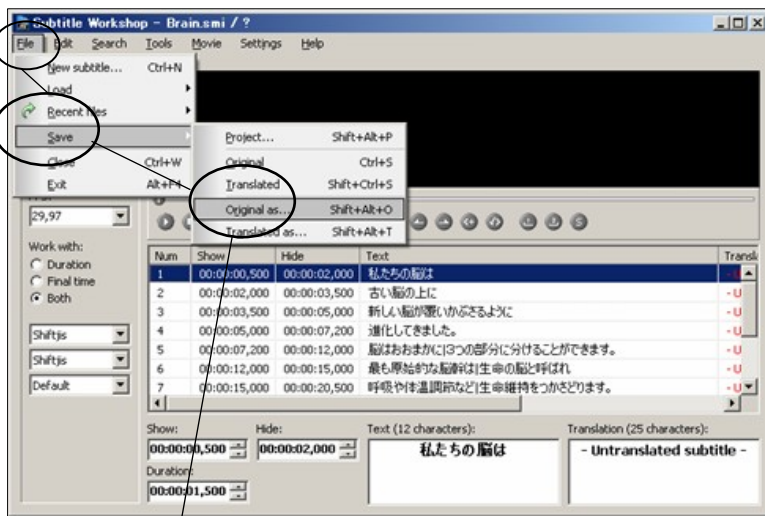 Subtitle Workshop - Brain.smi / ?
File Edit Search Tools Movie Settings Help
New subtitle... Ctrl+N
Load
Recent files
Save
Close Ctrl+W
Exit Alt+F4
Project... Shift+Alt+P
Original Ctrl+S
Translated Shift+Ctrl+S
Original as... Shift+Alt+O
Translated as... Shift+Alt+T
29,97
Work with:
Duration
Final time
Both
Shiftjis
Shiftjis
Default
Num Show Hide Text
1 00:00:00,500 00:00:02,000 私たちの脳は - U
2 00:00:02,000 00:00:03,500 古い脳の上に - U
3 00:00:03,500 00:00:05,000 新しい脳が覆いかぶさるように - U
4 00:00:05,000 00:00:07,200 進化してきました。 - U
5 00:00:07,200 00:00:12,000 脳はおおまかに|3つの部分に分けることができます。 - U
6 00:00:12,000 00:00:15,000 最も原始的な脳幹は|生命の脳と呼ばれ - U
7 00:00:15,000 00:00:20,500 呼吸や体温調節など|生命維持をつかさどります。 - U
Show: Hide: Text (12 characters): Translation (25 characters):
00:00:00,500 00:00:02,000 私たちの脳は - Untranslated subtitle -
Duration:
00:00:01,500